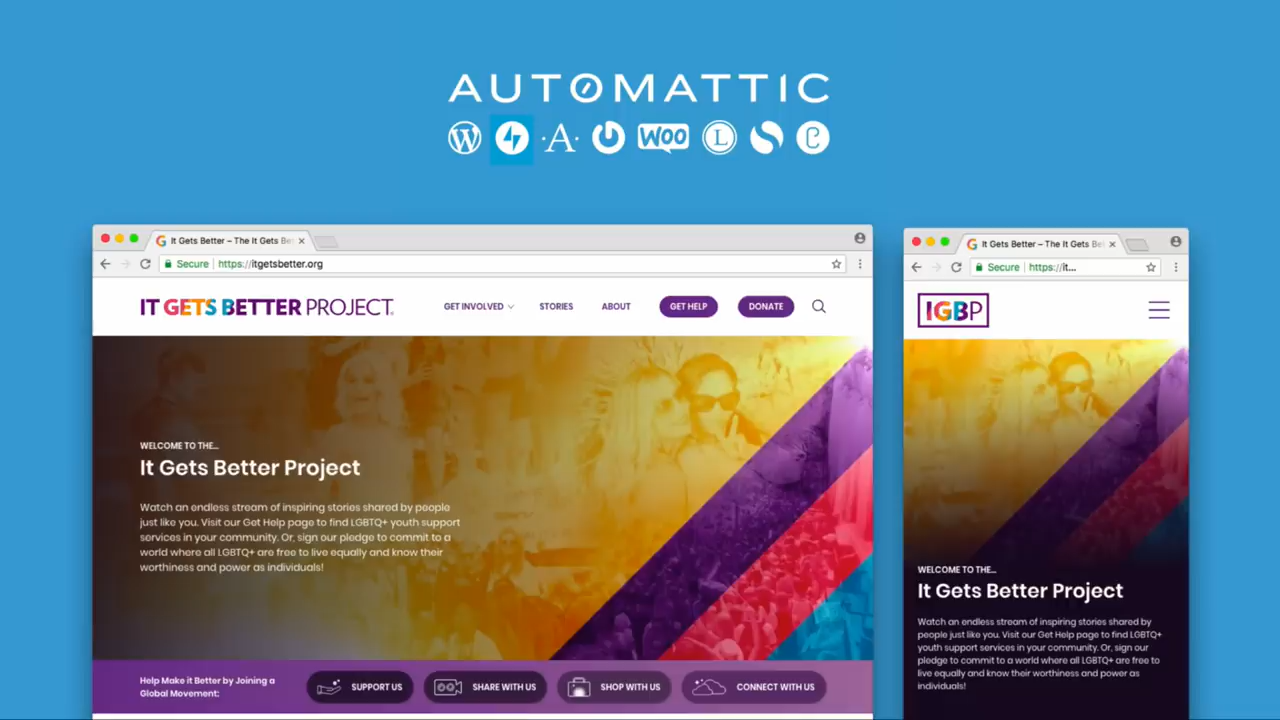 AUTOMATTIC
W A WOO L C
It Gets Better – The It Gets Be
Secure https://itgetsbetter.org
IT GETS BETTER PROJECT
GET INVOLVED STORIES ABOUT GET HELP DONATE
WELCOME TO THE...
It Gets Better Project
Watch an endless stream of inspiring stories shared by people
just like you. Visit our Get Help page to find LGBTQ+ youth support
services in your community. Or, sign our pledge to commit to a
world where all LGBTQ+ are free to live equally and know their
worthiness and power as individuals!
Help Make it Better by Joining a
Global Movement:
SUPPORT US SHARE WITH US SHOP WITH US CONNECT WITH US
It Gets Better – The It Gets Be
Secure https://it...
IGBP
WELCOME TO THE...
It Gets Better Project
Watch an endless stream of inspiring stories shared by
people just like you. Visit our Get Help page to find LGBTQ+
youth support services in your community. Or, sign our
pledge to commit to a world where all LGBTQ+ are free to
live equally and know their worthiness and power as
individuals!